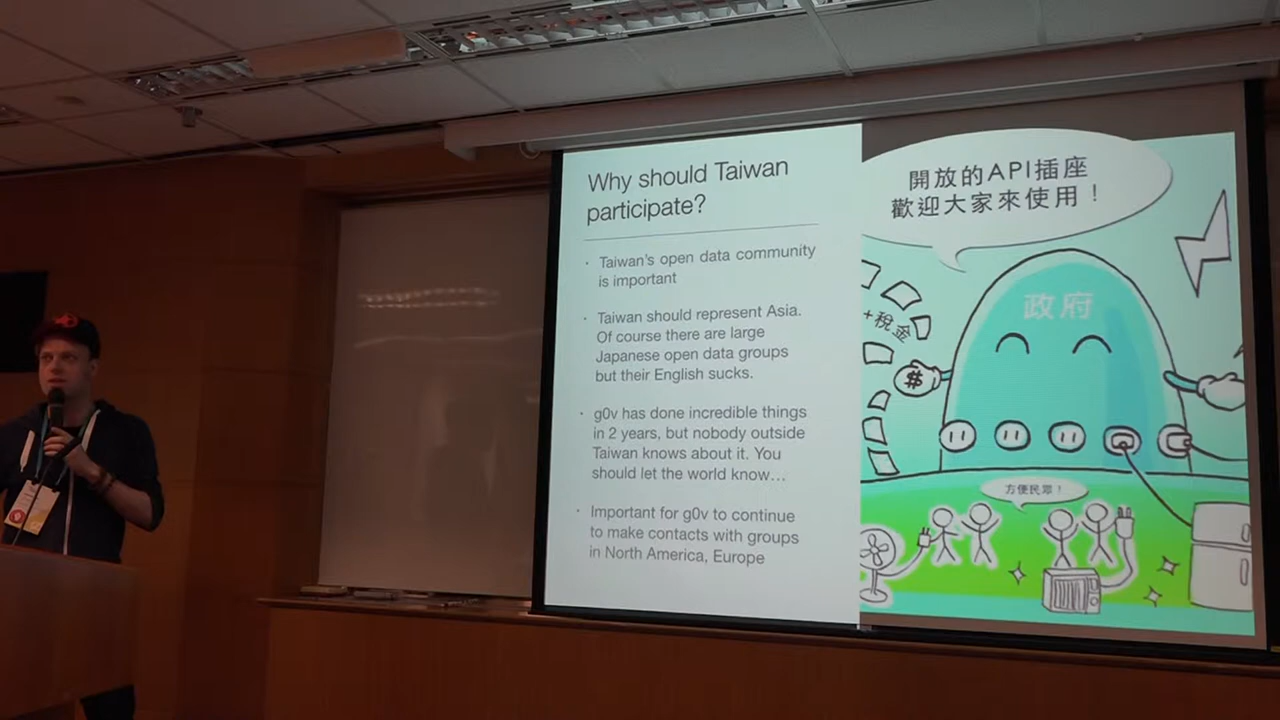 Why should Taiwan
participate?
· Taiwan's open data community
is important
· Taiwan should represent Asia.
Of course there are large
Japanese open data groups
but their English sucks.
· g0v has done incredible things
in 2 years, but nobody outside
Taiwan knows about it. You
should let the world know…
· Important for g0v to continue
to make contacts with groups
in North America, Europe
開放的API插座
歡迎大家來使用！
政府
+稅金
$
方便民眾！